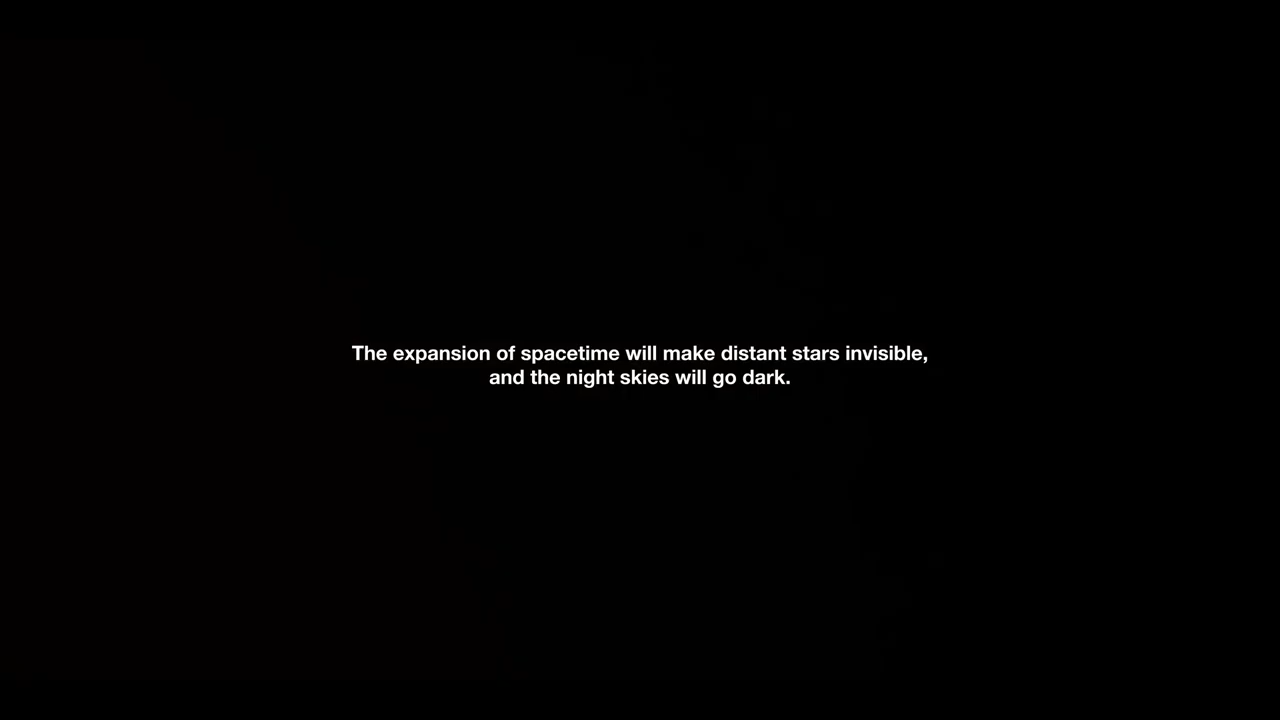 The expansion of spacetime will make distant stars invisible,
and the night skies will go dark.